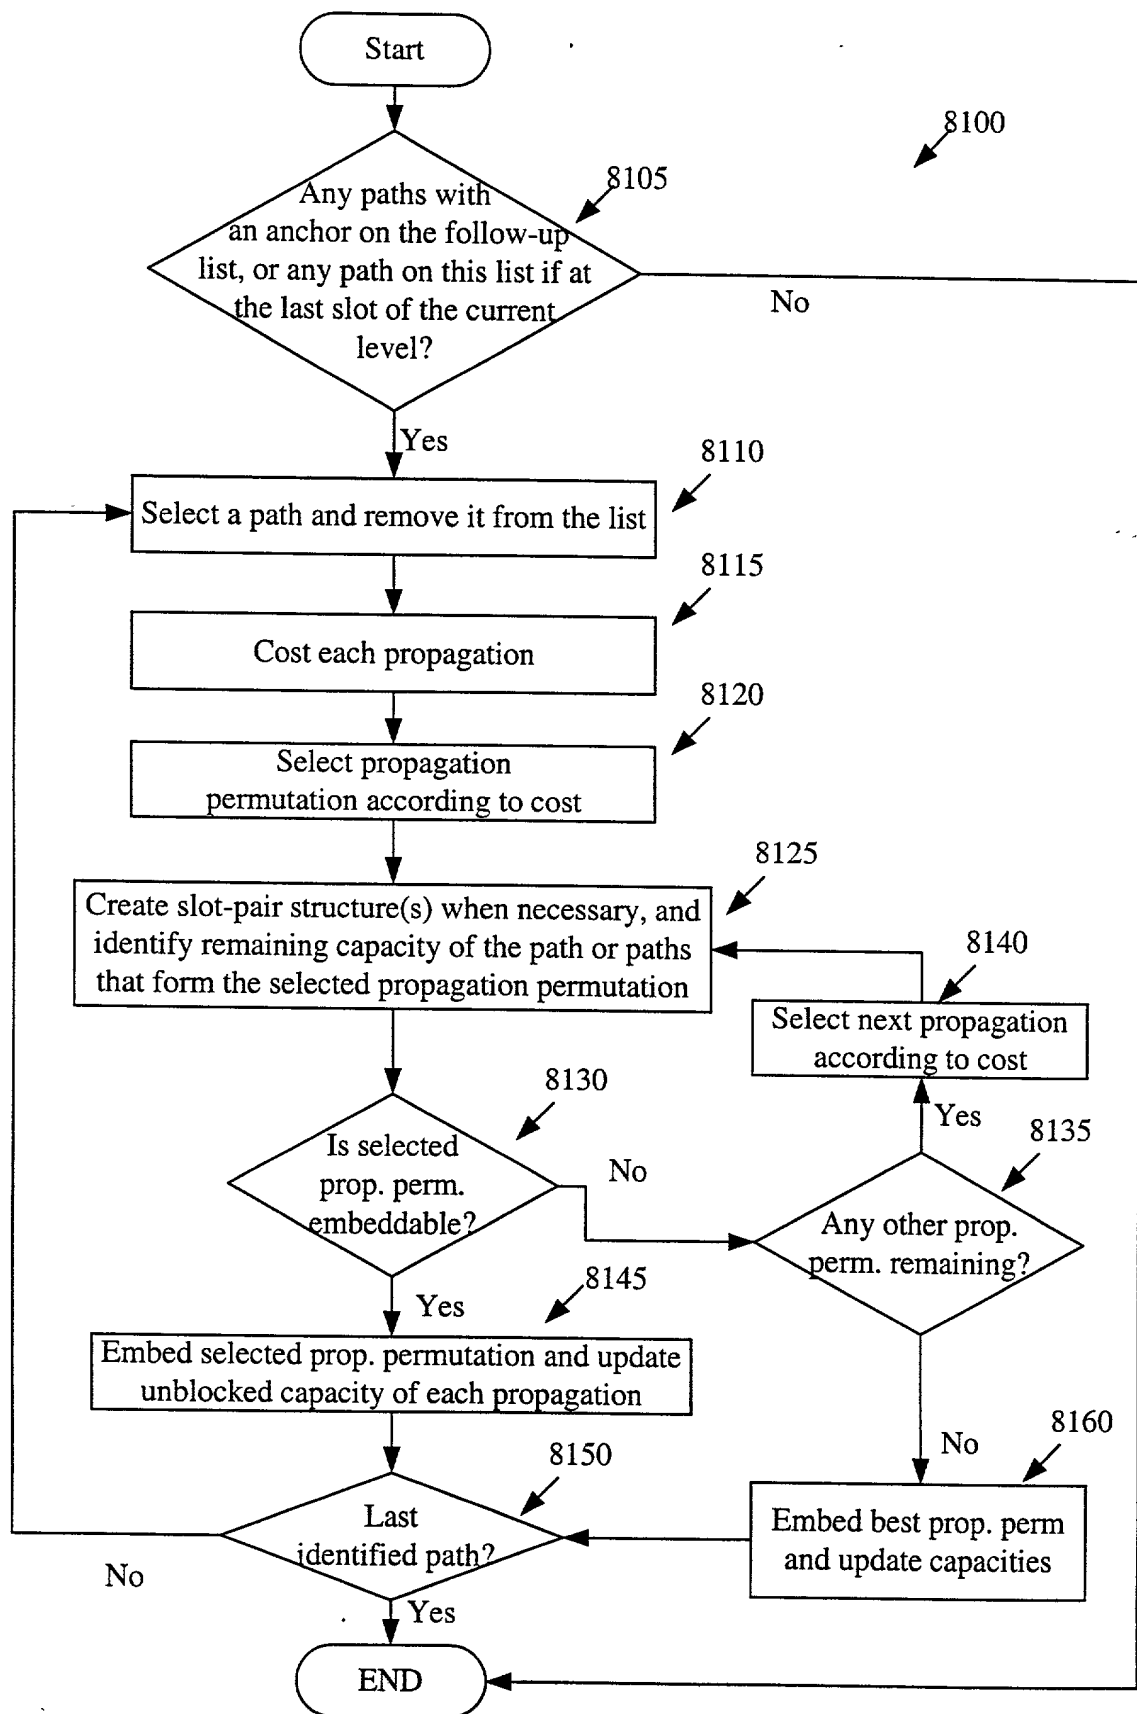 Start
8100
8105
Any paths with
an anchor on the follow-up
list, or any path on this list if at
the last slot of the current
level?
No
Yes
8110
Select a path and remove it from the list
8115
Cost each propagation
8120
Select propagation
permutation according to cost
8125
Create slot-pair structure(s) when necessary, and
identify remaining capacity of the path or paths
that form the selected propagation permutation
8140
Select next propagation
according to cost
8130
Is selected
prop. perm.
embeddable?
No
Yes
8135
Any other prop.
perm. remaining?
Yes
8145
Embed selected prop. permutation and update
unblocked capacity of each propagation
No
8160
Embed best prop. perm
and update capacities
8150
Last
identified path?
No
Yes
END